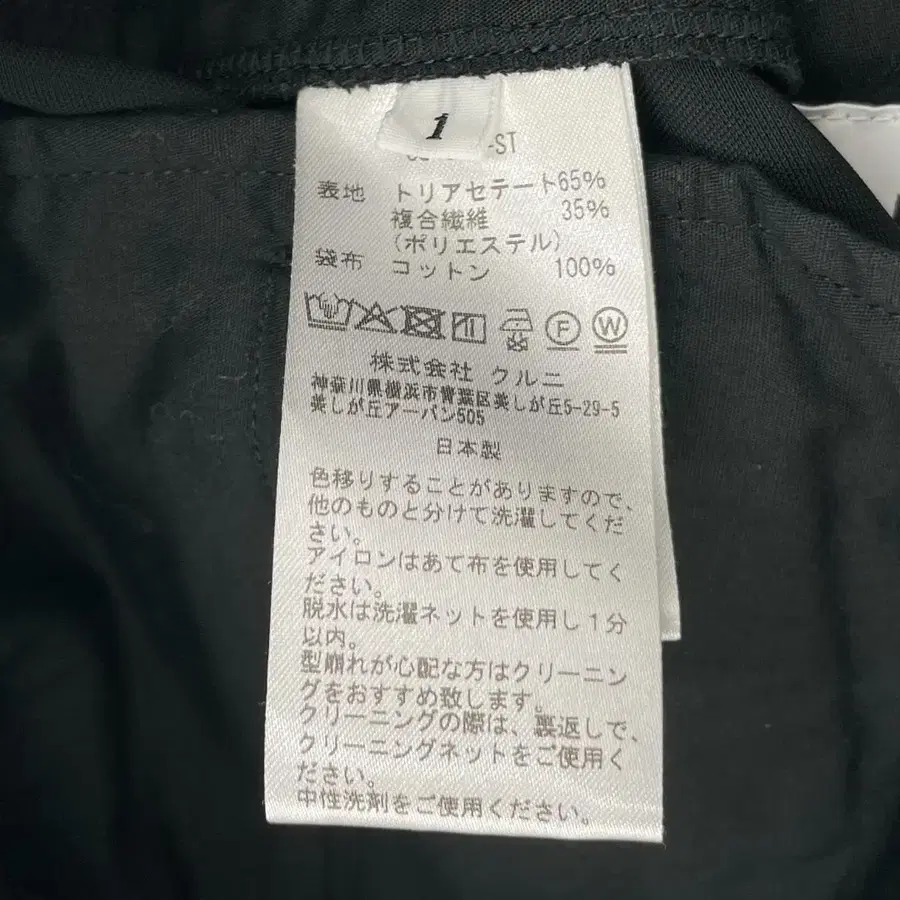 1
-ST
表地 トリアセテート65%
複合繊維 35%
(ポリエステル)
袋布 コットン 100%
F W
株式会社 クルニ
神奈川県横浜市青葉区美しが丘5-29-5
美しが丘アーバン505
日本製
色移りすることがありますので、
他のものと分けて洗濯してくだ
さい。
アイロンはあて布を使用してく
ださい。
脱水は洗濯ネットを使用し1分
以内。
型崩れが心配な方はクリーニン
グをおすすめ致します。
クリーニングの際は、裏返しで、
クリーニングネットをご使用く
ださい。
中性洗剤をご使用ください。